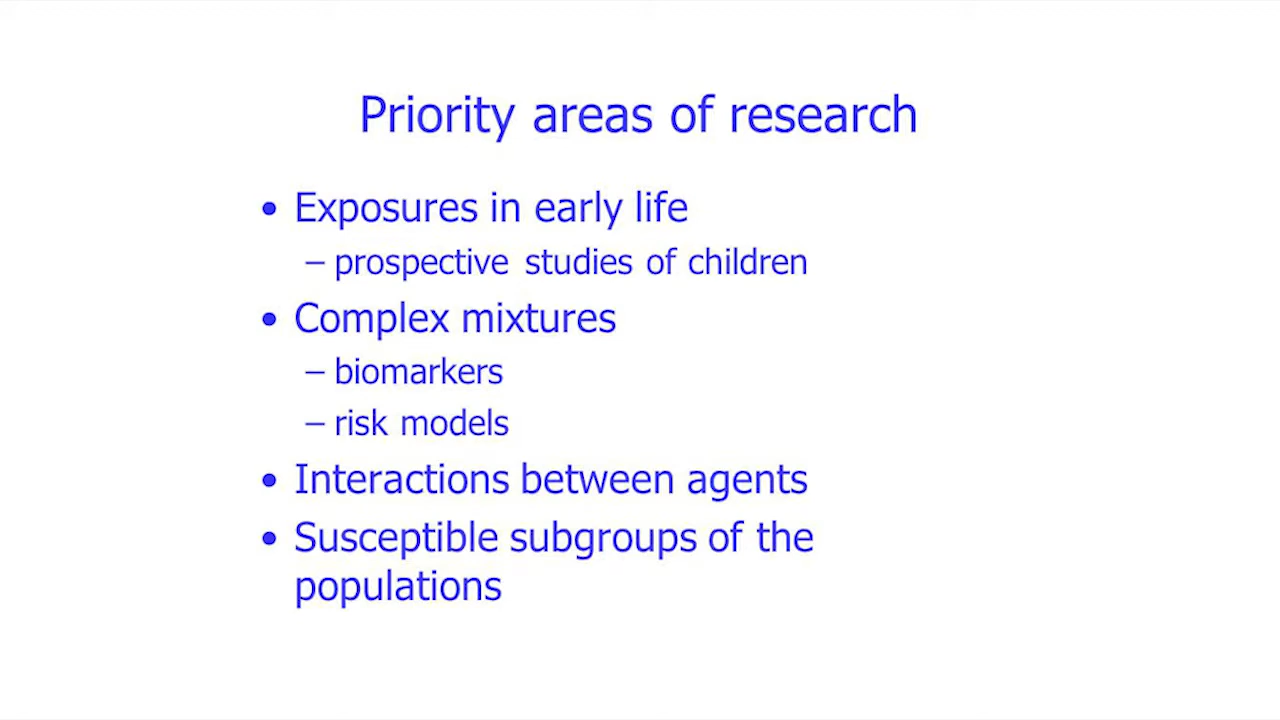 Priority areas of research
• Exposures in early life
– prospective studies of children
• Complex mixtures
– biomarkers
– risk models
• Interactions between agents
• Susceptible subgroups of the
populations